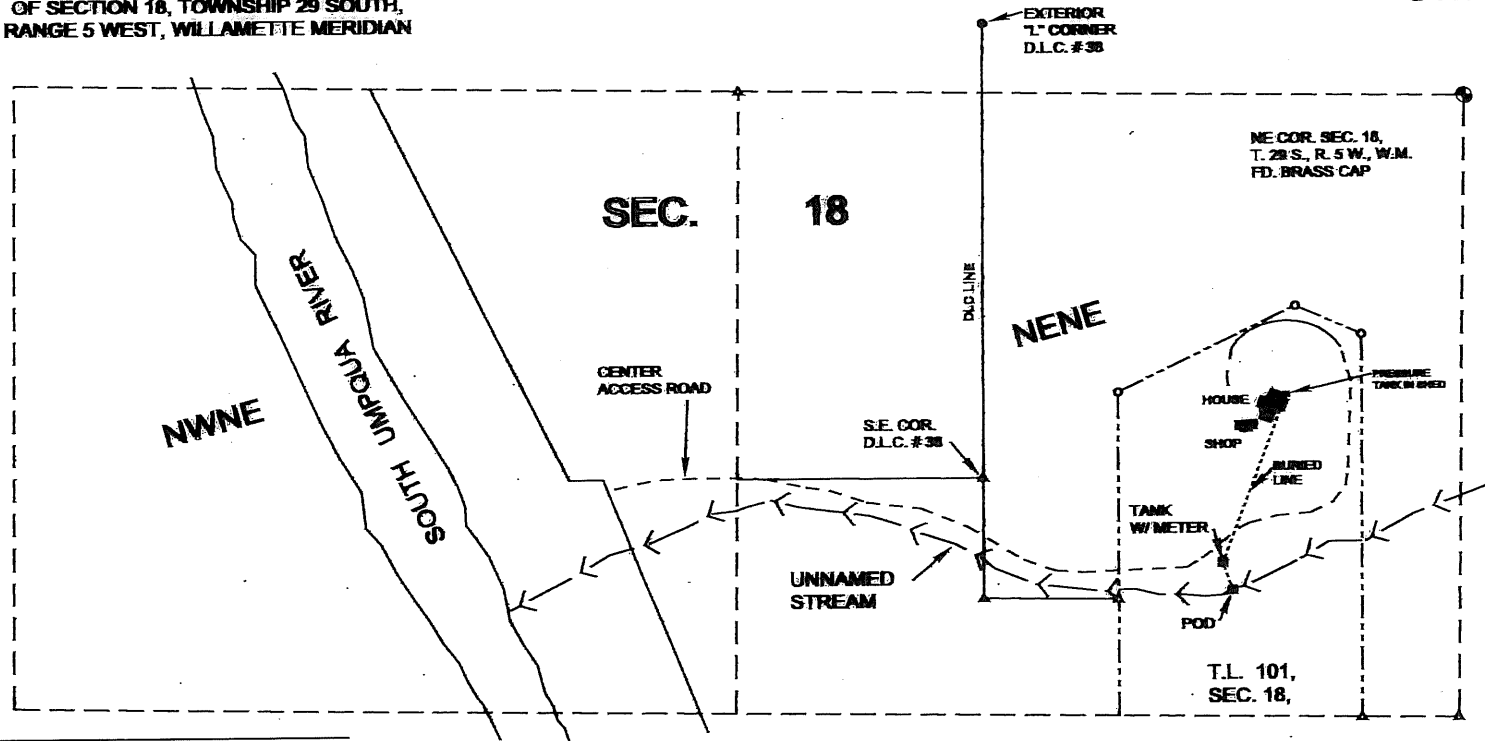 OF SECTION 18, TOWNSHIP 29 SOUTH,
RANGE 5 WEST, WILLAMETTE MERIDIAN
EXTERIOR
"L" CORNER
D.L.C. # 38
NE COR. SEC. 18,
T. 29 S., R. 5 W., W.M.
FD. BRASS CAP
SEC. 18
DLC LINE
NENE
SOUTH UMPQUA RIVER
NWNE
CENTER
ACCESS ROAD
PRESSURE
TANK IN SHED
HOUSE
SHOP
S.E. COR.
D.L.C. # 38
BURIED
LINE
TANK
W/ METER
UNNAMED
STREAM
POD
T.L. 101,
SEC. 18,